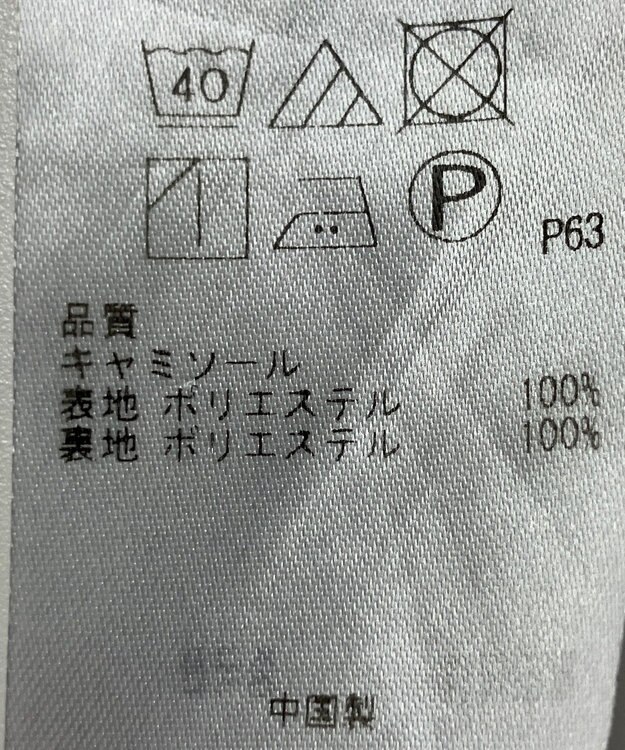 40
P
P63
品質
キャミソール
表地 ポリエステル 100%
裏地 ポリエステル 100%
中国製